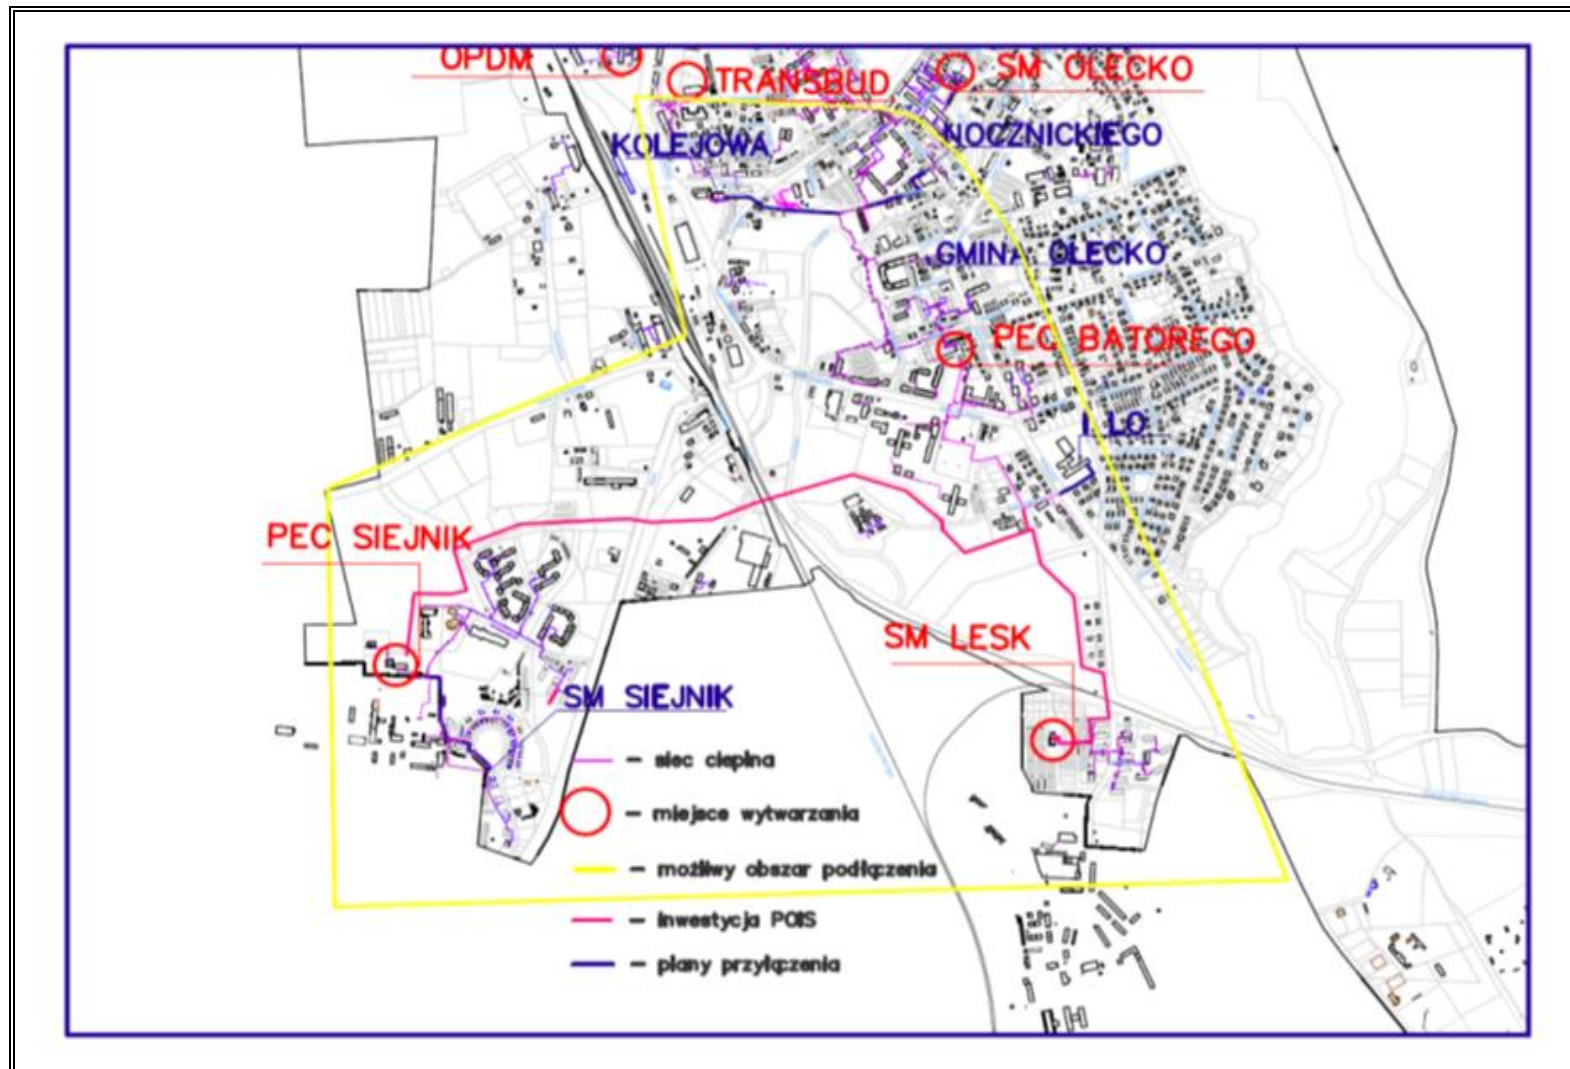 OPDM
TRANSBUD
SM OLECKO
KOLEJOWA
NOCZNICKIEGO
GMINA OLECKO
PEC BATOREGO
I LO
PEC SIEJNIK
SM LESK
SM SIEJNIK
— siec cieplna
— miejsce wytwarzania
— możliwy obszar podłączenia
— inwestycja POIS
— plany przyłączenia